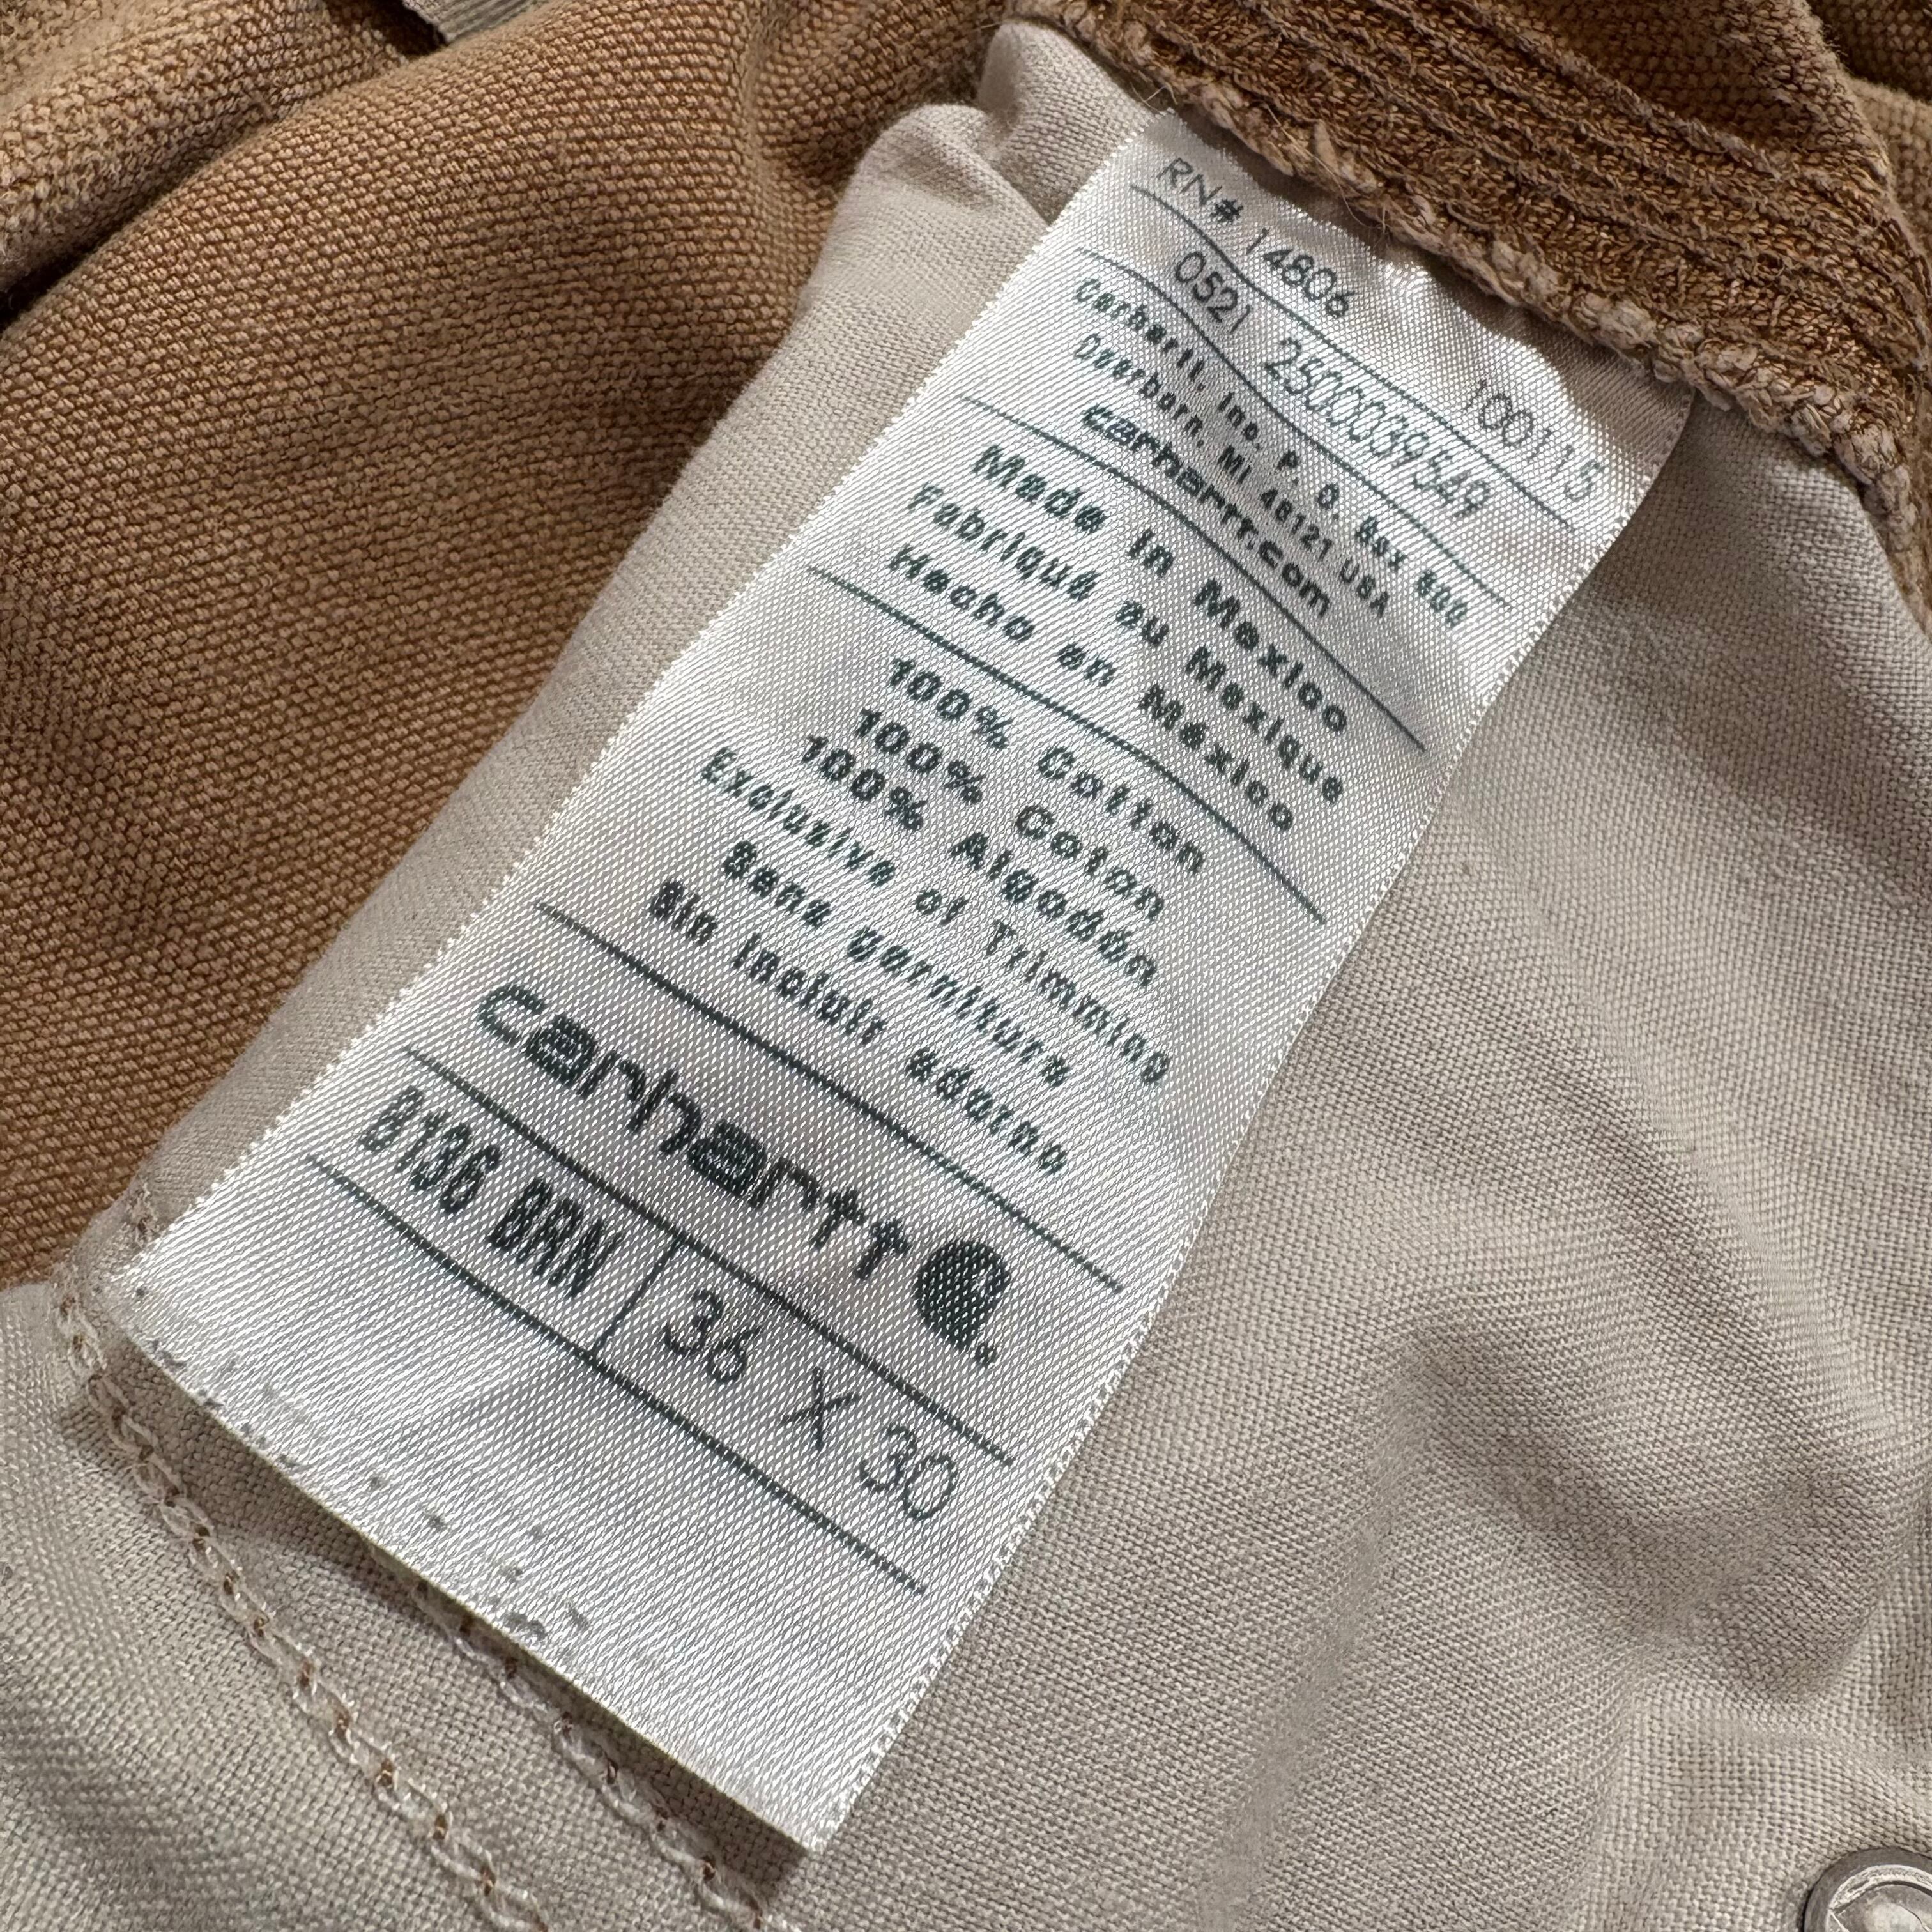 RN# 14806 100115
0521 2500039549
Carhartt, Inc. P. O. Box 600
Dearborn, MI 48121 USA
carhartt.com
Made in Mexico
Fabriqué au Mexique
Hecho en México
100% Cotton
100% Coton
100% Algodon
Exclusive of Trimming
Sans garniture
Sin incluir adorno
carhartt
B136 BRN 36 X 30